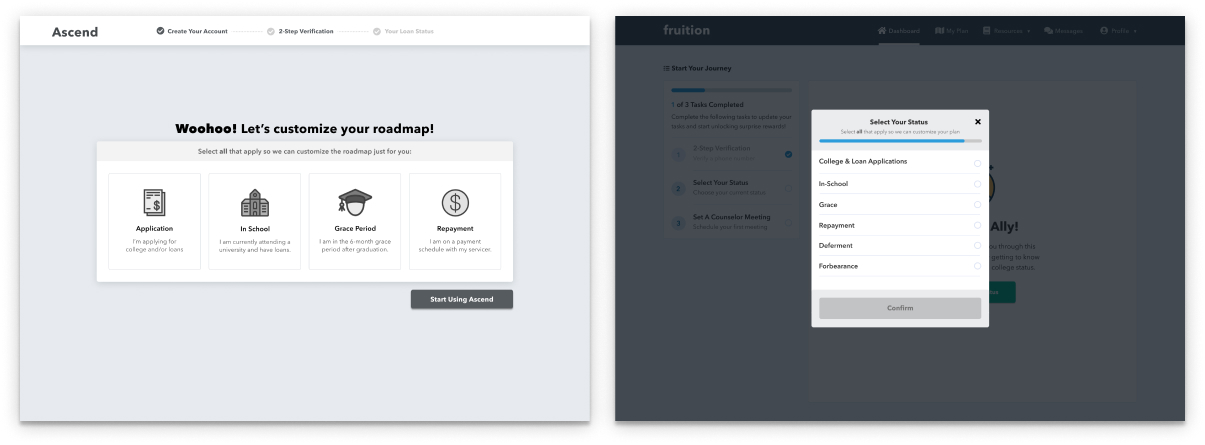 Ascend
Create Your Account
2-Step Verification
Your Loan Status
Woohoo! Let's customize your roadmap!
Select all that apply so we can customize the roadmap just for you:
Application
I'm applying for
college and/or loans
In School
I am currently attending a
university and have loans.
Grace Period
I am in the 6-month grace
period after graduation.
Repayment
I am on a payment
schedule with my servicer.
Start Using Ascend
fruition
Dashboard
My Plan
Resources
Messages
Profile
Start Your Journey
1 of 3 Tasks Completed
Complete the following tasks to update your
tasks and start unlocking surprise rewards!
1
2-Step Verification
2
Select Your Status
Choose your current status.
3
Set A Counselor Meeting
Schedule your first meeting.
Select Your Status
Select all that apply so we can customize your plan
College & Loan Applications
In-School
Grace
Repayment
Deferment
Forbearance
Confirm
Ally!
you through this
getting to know
college status.